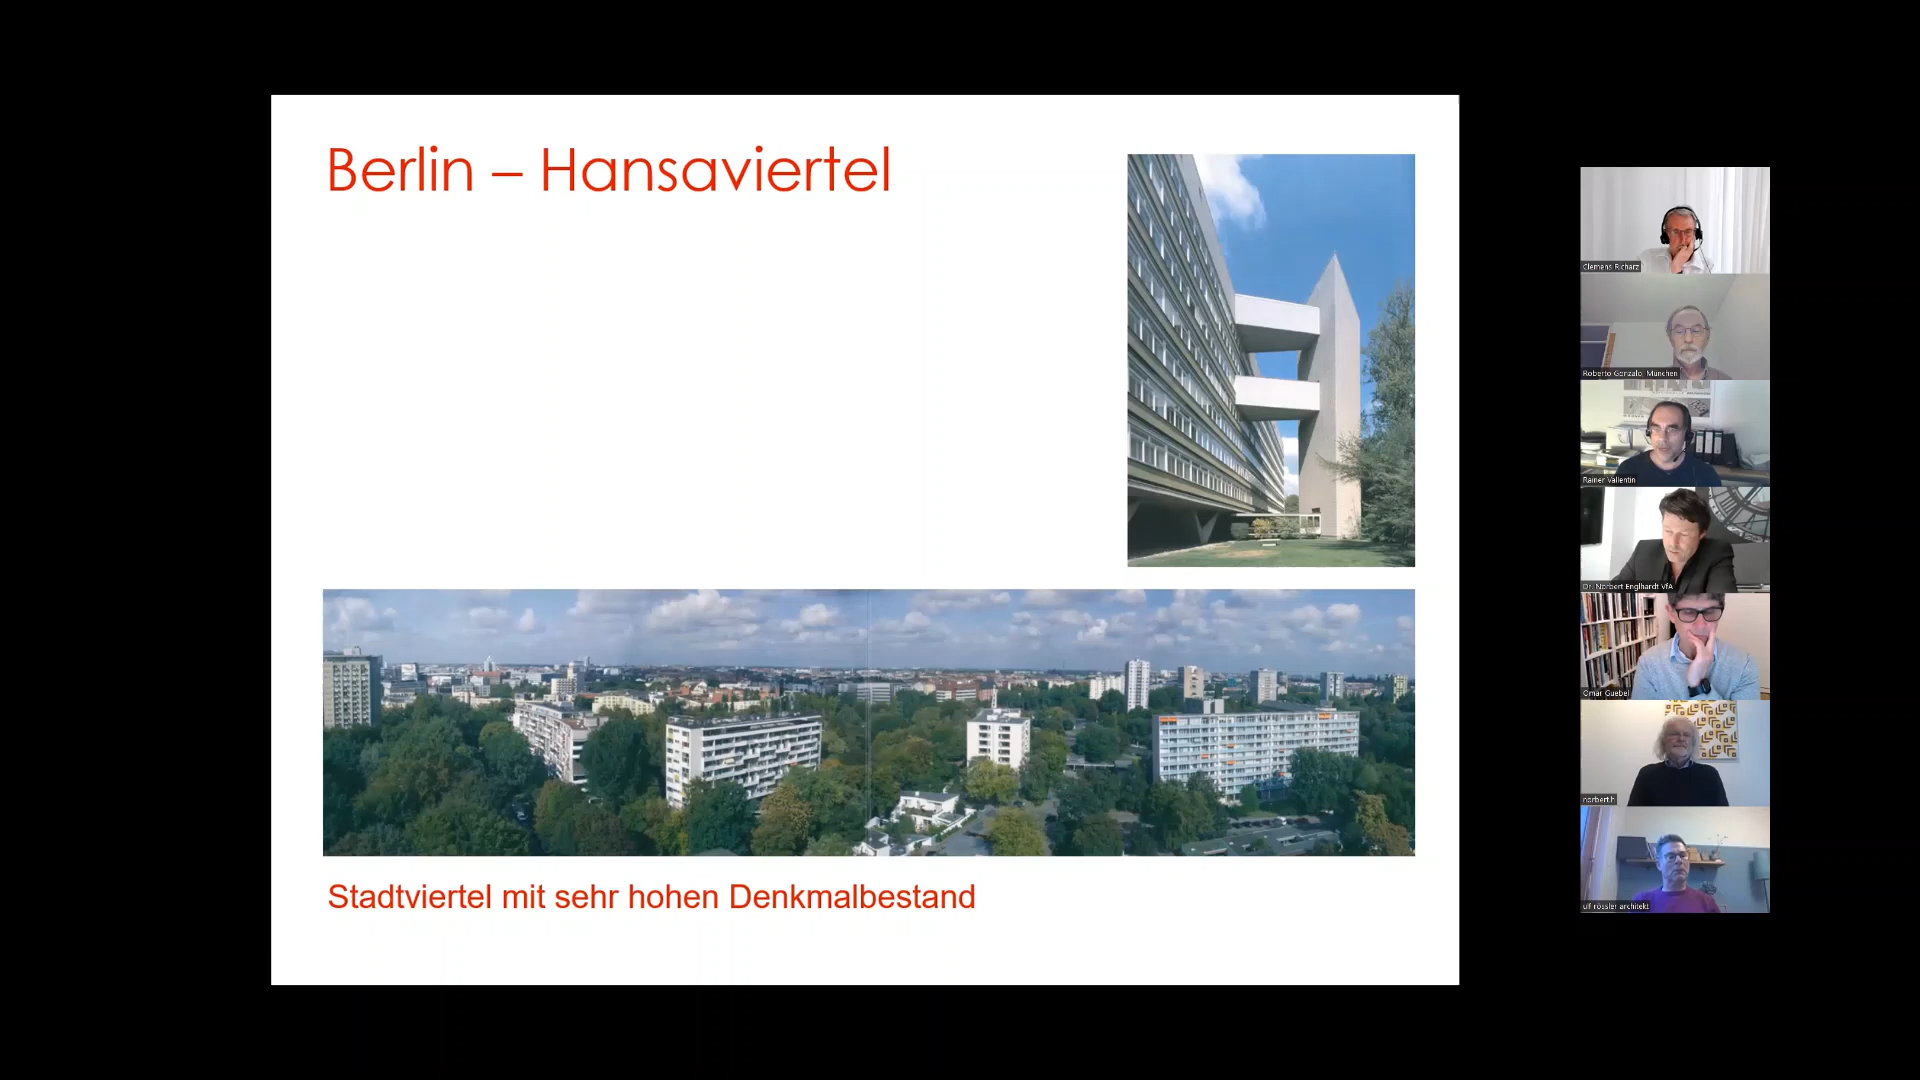 Berlin – Hansaviertel
Stadtviertel mit sehr hohen Denkmalbestand
Clemens Richarz
Roberto Gonzalo, München
Rainer Vallentin
Dr. Norbert Englhardt VfA
Omar Guebel
norbert.h
ulf rössler architekt